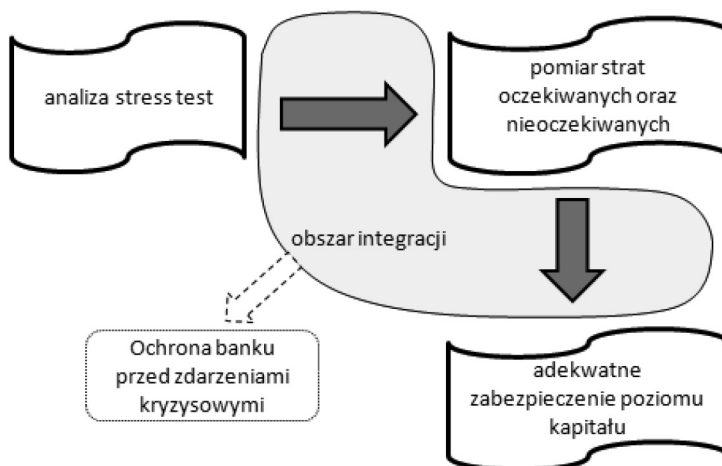 analiza stress test
pomiar strat
oczekiwanych oraz
nieoczekiwanych
obszar integracji
Ochrona banku
przed zdarzeniami
kryzysowymi
adekwatne
zabezpieczenie poziomu
kapitału